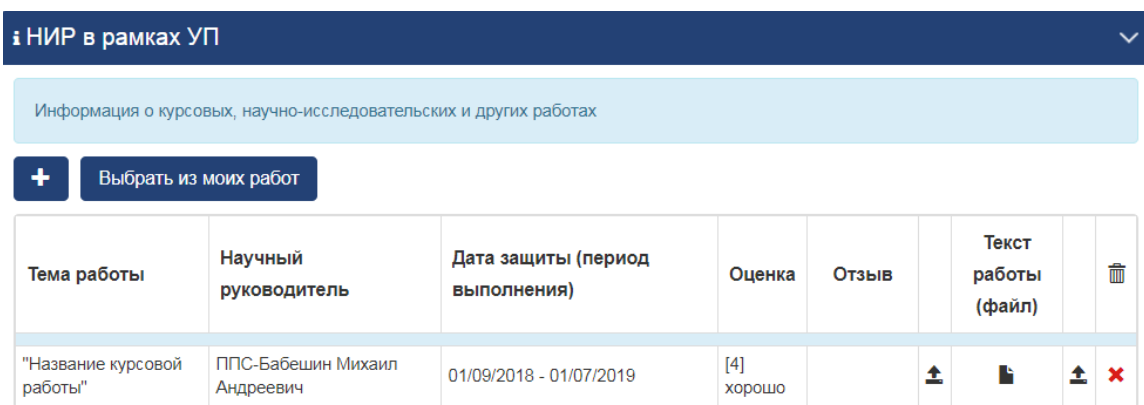 НИР в рамках УП
Информация о курсовых, научно-исследовательских и других работах
Выбрать из моих работ
Тема работы
Научный
руководитель
Дата защиты (период
выполнения)
Оценка
Отзыв
Текст
работы
(файл)
"Название курсовой
работы"
ППС-Бабешин Михаил
Андреевич
01/09/2018 - 01/07/2019
[4]
хорошо